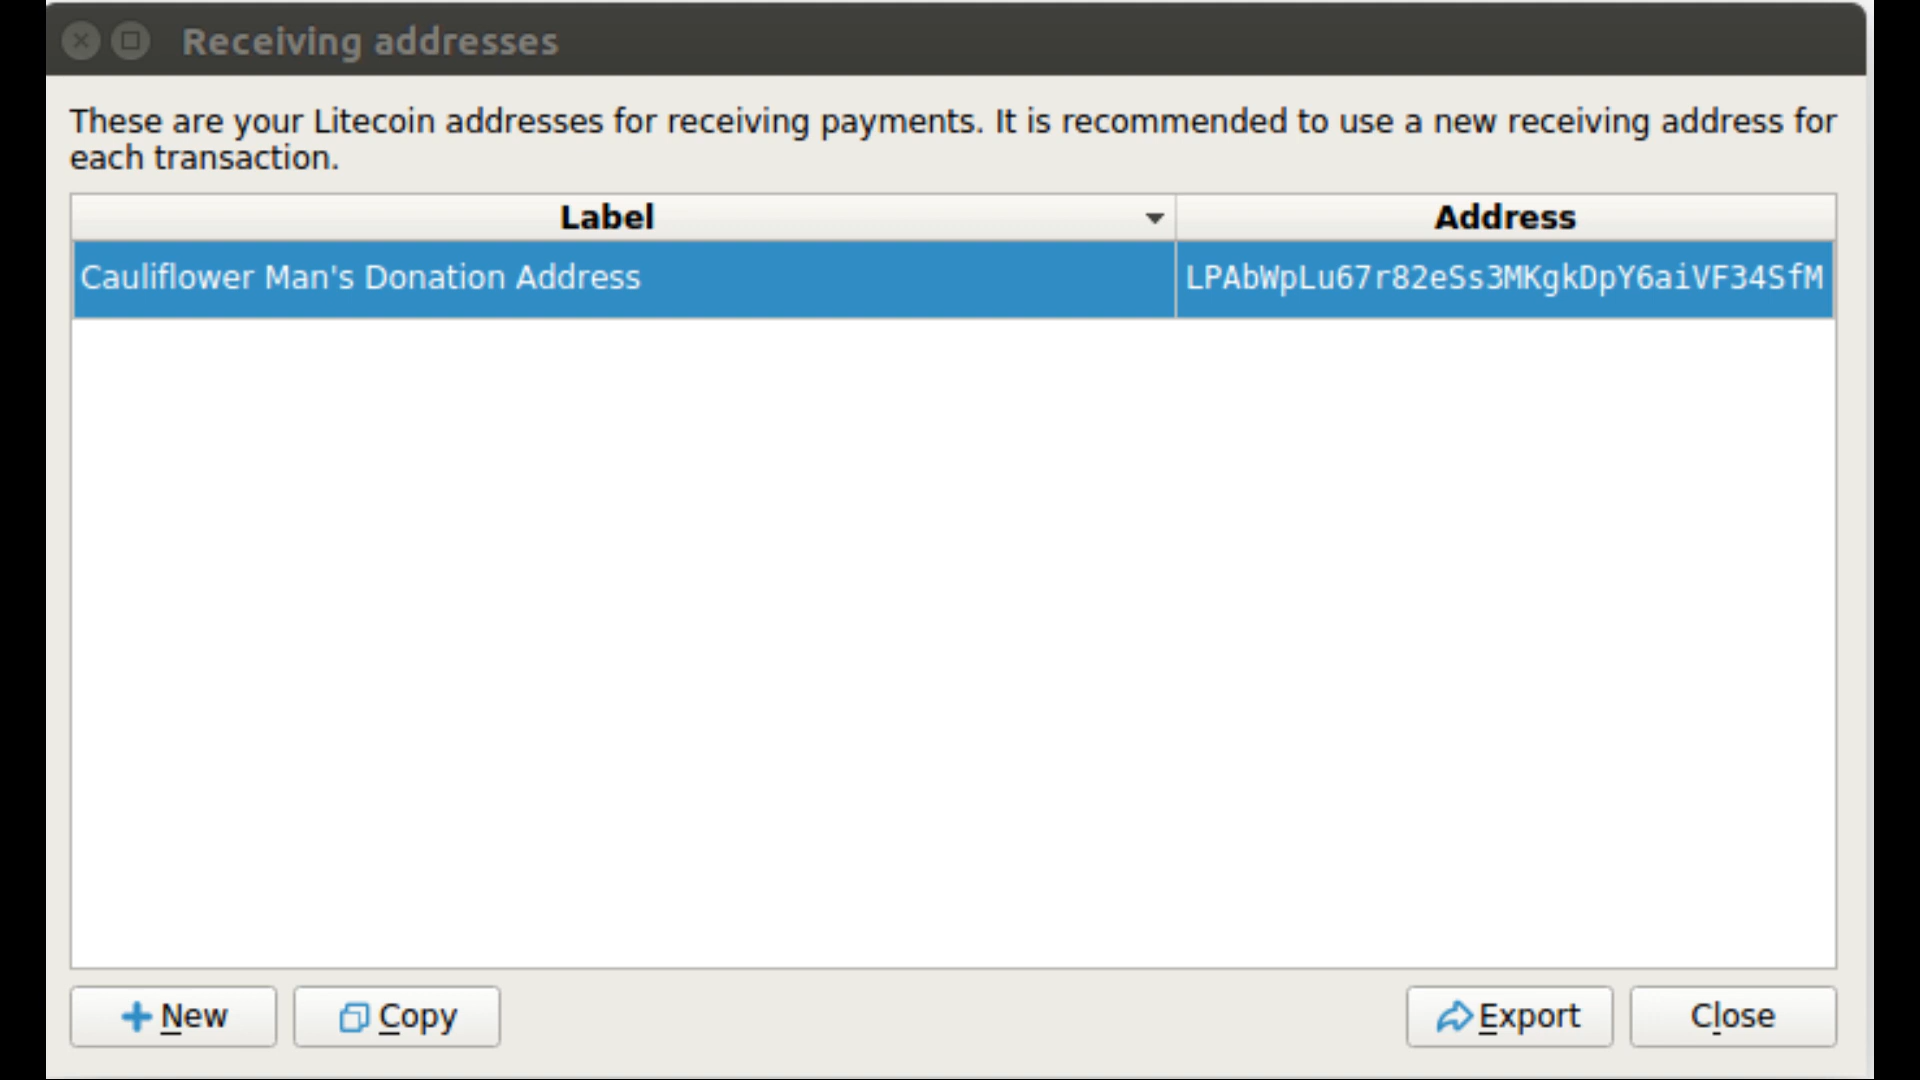 Receiving addresses
These are your Litecoin addresses for receiving payments. It is recommended to use a new receiving address for
each transaction.
Label Address
Cauliflower Man's Donation Address LPAbWpLu67r82eSs3MKgkDpY6aiVF34SfM
New Copy Export Close